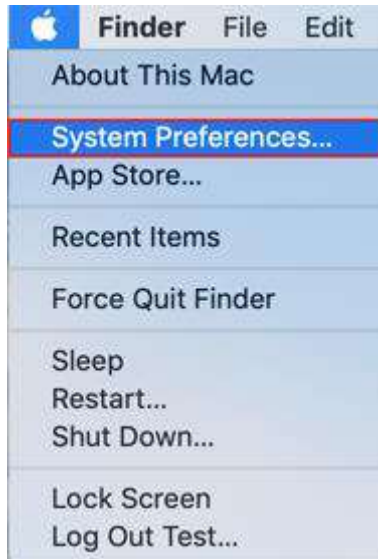 Finder File Edit
About This Mac
System Preferences...
App Store...
Recent Items
Force Quit Finder
Sleep
Restart...
Shut Down...
Lock Screen
Log Out Test...